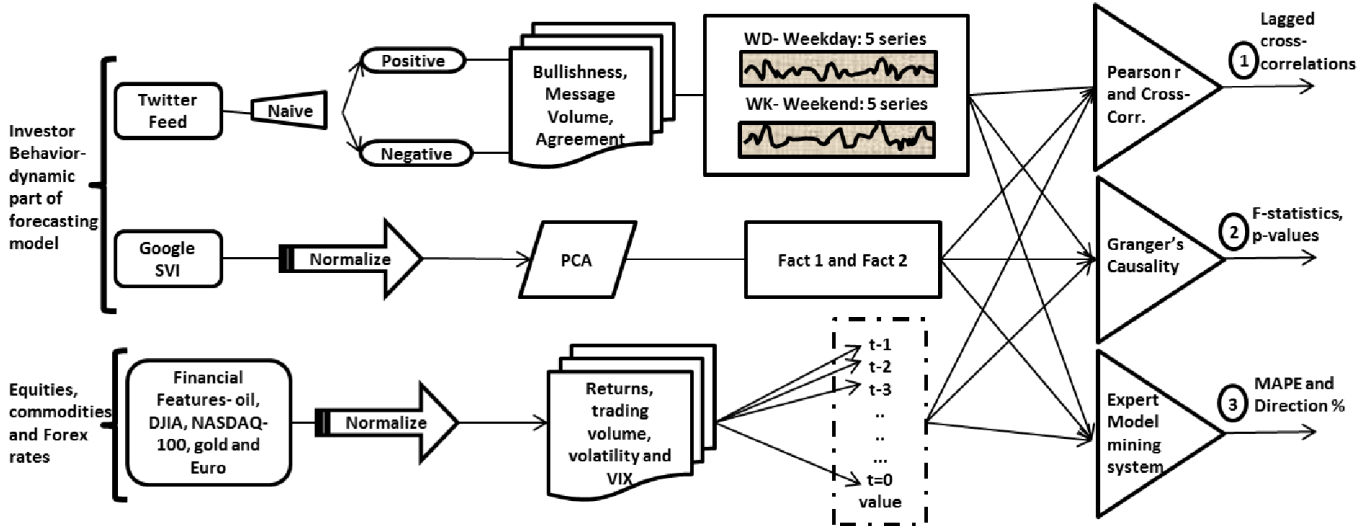 Investor
Behavior-
dynamic
part of
forecasting
model
Twitter
Feed
Naive
Positive
Negative
Bullishness,
Message
Volume,
Agreement
WD- Weekday: 5 series
WK- Weekend: 5 series
Google
SVI
Normalize
PCA
Fact 1 and Fact 2
Equities,
commodities
and Forex
rates
Financial
Features- oil,
DJIA, NASDAQ-
100, gold and
Euro
Normalize
Returns,
trading
volume,
volatility and
VIX
t-1
t-2
t-3
..
..
...
t=0
value
Pearson r
and Cross-
Corr.
1
Lagged
cross-
correlations
Granger's
Causality
2
F-statistics,
p-values
Expert
Model
mining
system
3
MAPE and
Direction %